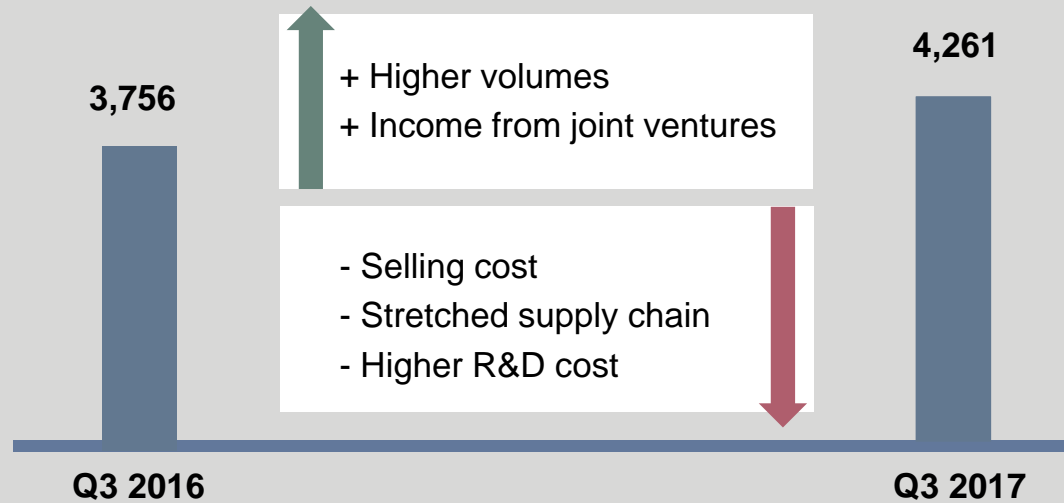 3,756
+ Higher volumes
+ Income from joint ventures
4,261
- Selling cost
- Stretched supply chain
- Higher R&D cost
Q3 2016
Q3 2017